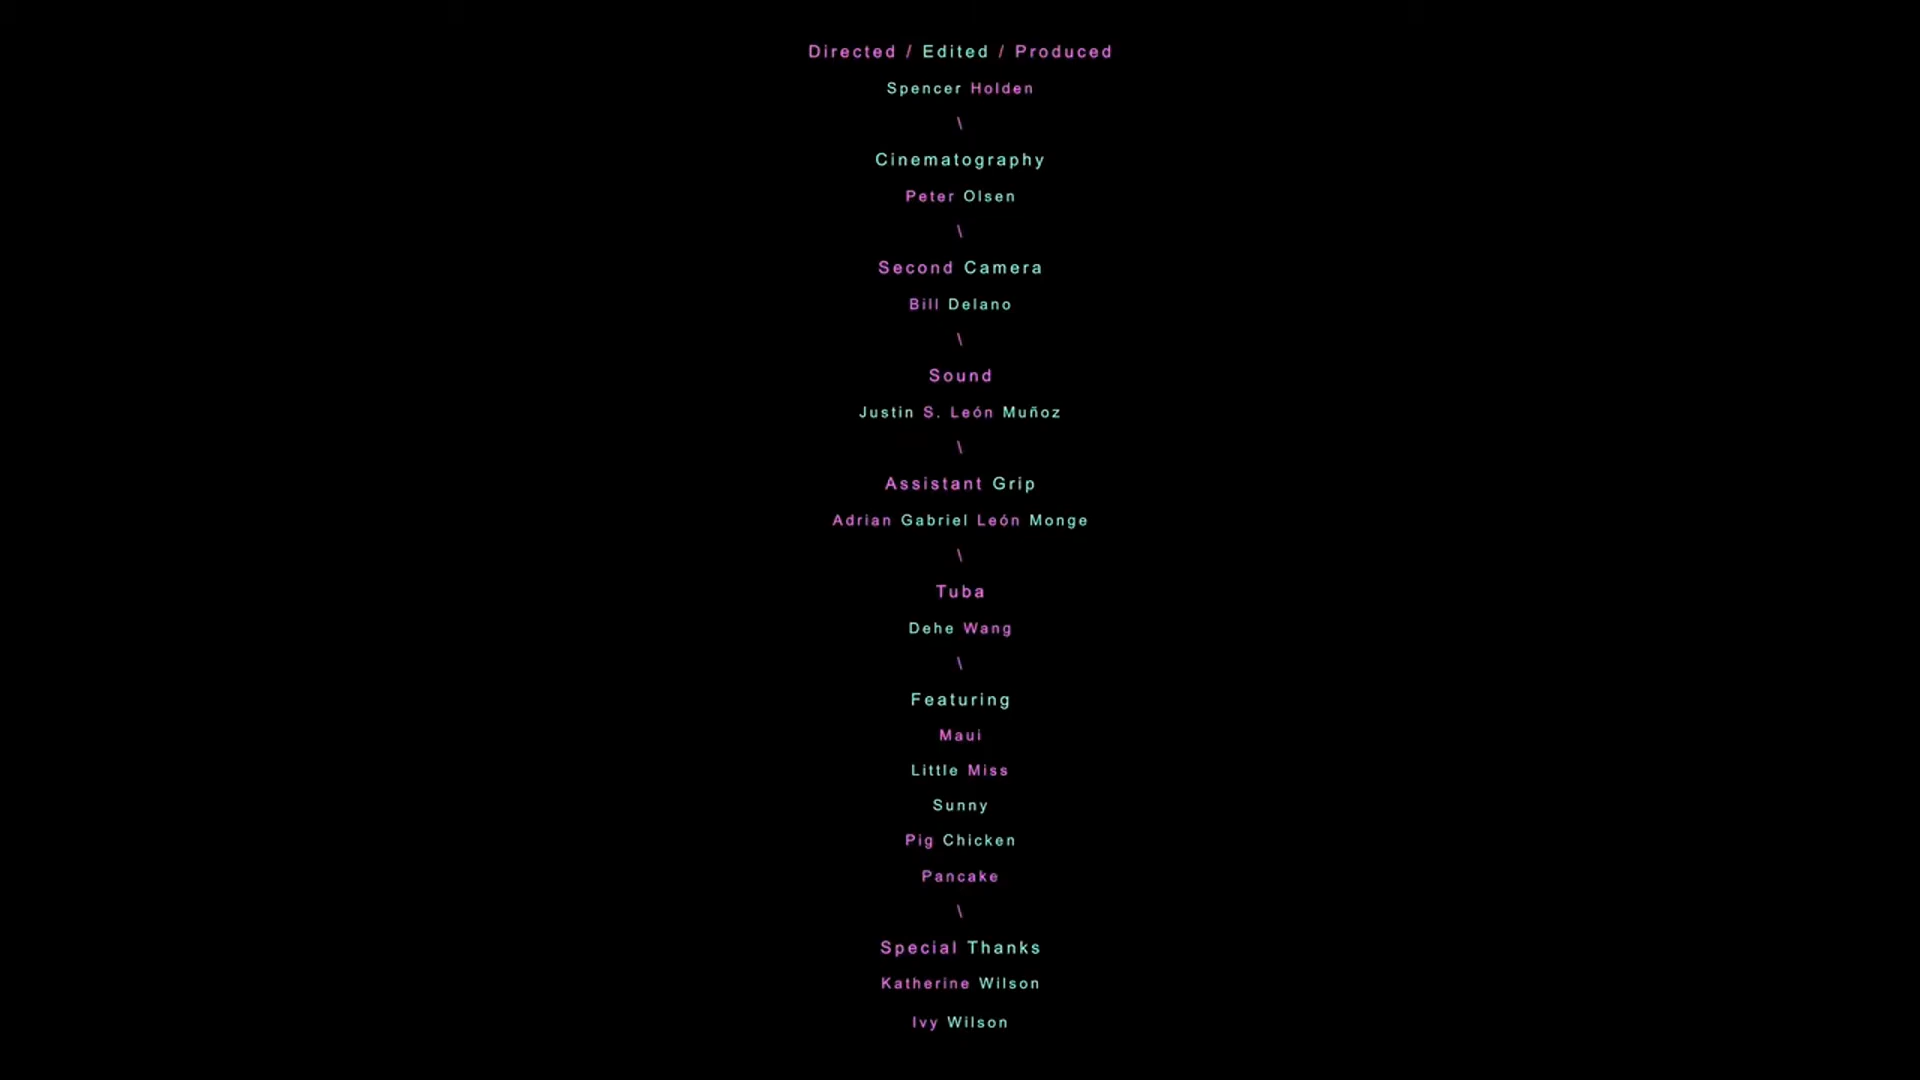 Directed / Edited / Produced
Spencer Holden
\
Cinematography
Peter Olsen
\
Second Camera
Bill Delano
\
Sound
Justin S. León Muñoz
\
Assistant Grip
Adrian Gabriel León Monge
\
Tuba
Dehe Wang
\
Featuring
Maui
Little Miss
Sunny
Pig Chicken
Pancake
\
Special Thanks
Katherine Wilson
Ivy Wilson